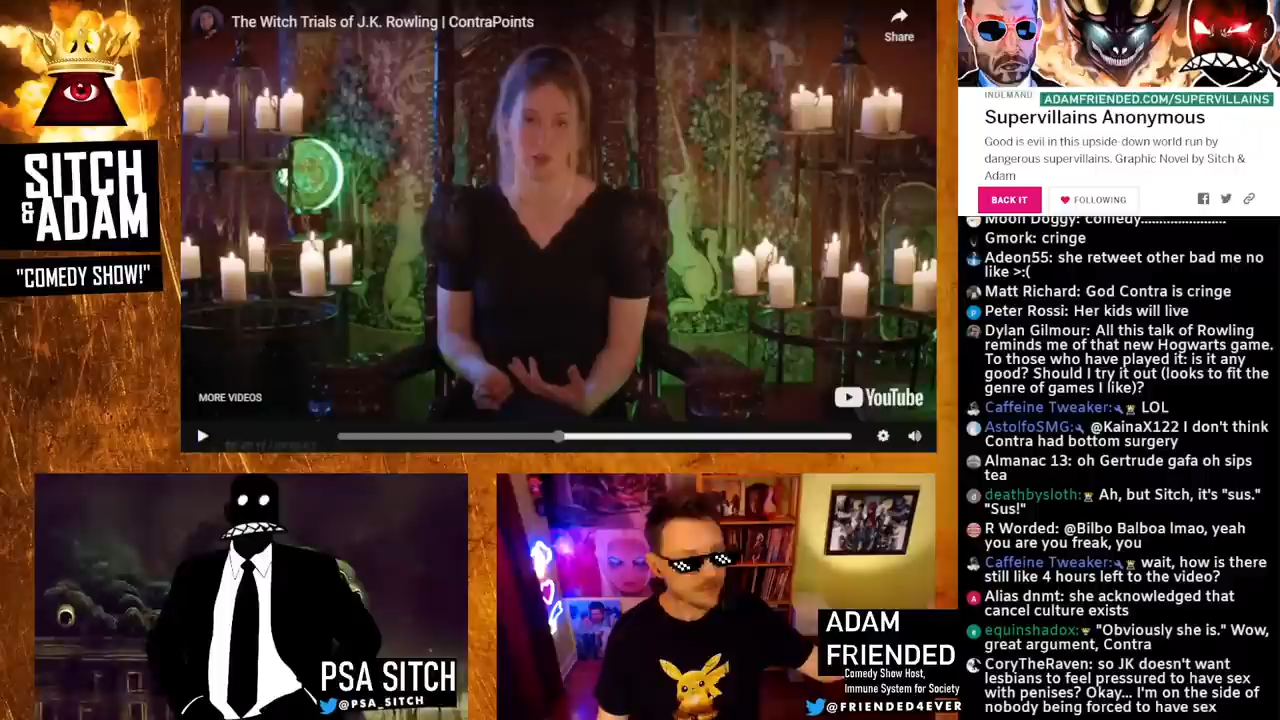 The Witch Trials of J.K. Rowling | ContraPoints
Share
MORE VIDEOS
YouTube
SITCH
& ADAM
"COMEDY SHOW!"
PSA SITCH
@PSA_SITCH
ADAM
FRIENDED
Comedy Show Host,
Immune System for Society
@FRIENDED4EVER
INDEMAND
ADAMFRIENDED.COM/SUPERVILLAINS
Supervillains Anonymous
Good is evil in this upside-down world run by
dangerous supervillains. Graphic Novel by Sitch &
Adam
BACK IT
FOLLOWING
Moon Doggy: comedy........................
Gmork: cringe
Adeon55: she retweet other bad me no
like >:(
Matt Richard: God Contra is cringe
Peter Rossi: Her kids will live
Dylan Gilmour: All this talk of Rowling
reminds me of that new Hogwarts game.
To those who have played it: is it any
good? Should I try it out (looks to fit the
genre of games I like)?
Caffeine Tweaker: LOL
AstolfoSMG: @KainaX122 I don't think
Contra had bottom surgery
Almanac 13: oh Gertrude gafa oh sips
tea
deathbysloth: Ah, but Sitch, it's "sus."
"Sus!"
R Worded: @Bilbo Balboa lmao, yeah
you are you freak, you
Caffeine Tweaker: wait, how is there
still like 4 hours left to the video?
Alias dnmt: she acknowledged that
cancel culture exists
equinshadox: "Obviously she is." Wow,
great argument, Contra
CoryTheRaven: so JK doesn't want
lesbians to feel pressured to have sex
with penises? Okay... I'm on the side of
nobody being forced to have sex